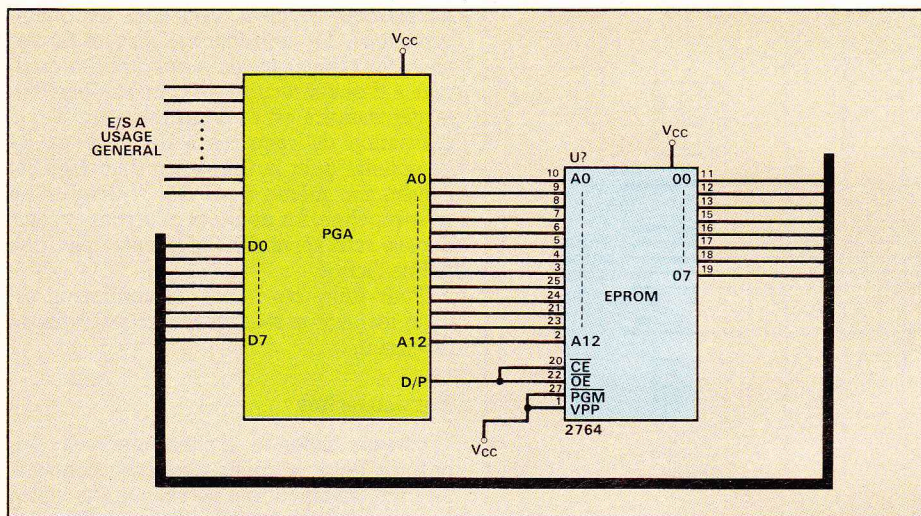 VCC
E/S A
USAGE
GENERAL
VCC
U?
A0
10
A0
00
11
9
12
8
13
7
15
PGA
6
16
D0
5
17
4
18
3
07
19
25
EPROM
24
21
23
D7
A12
2
A12
20
CE
D/P
22
OE
27
PGM
1
VPP
VCC
2764